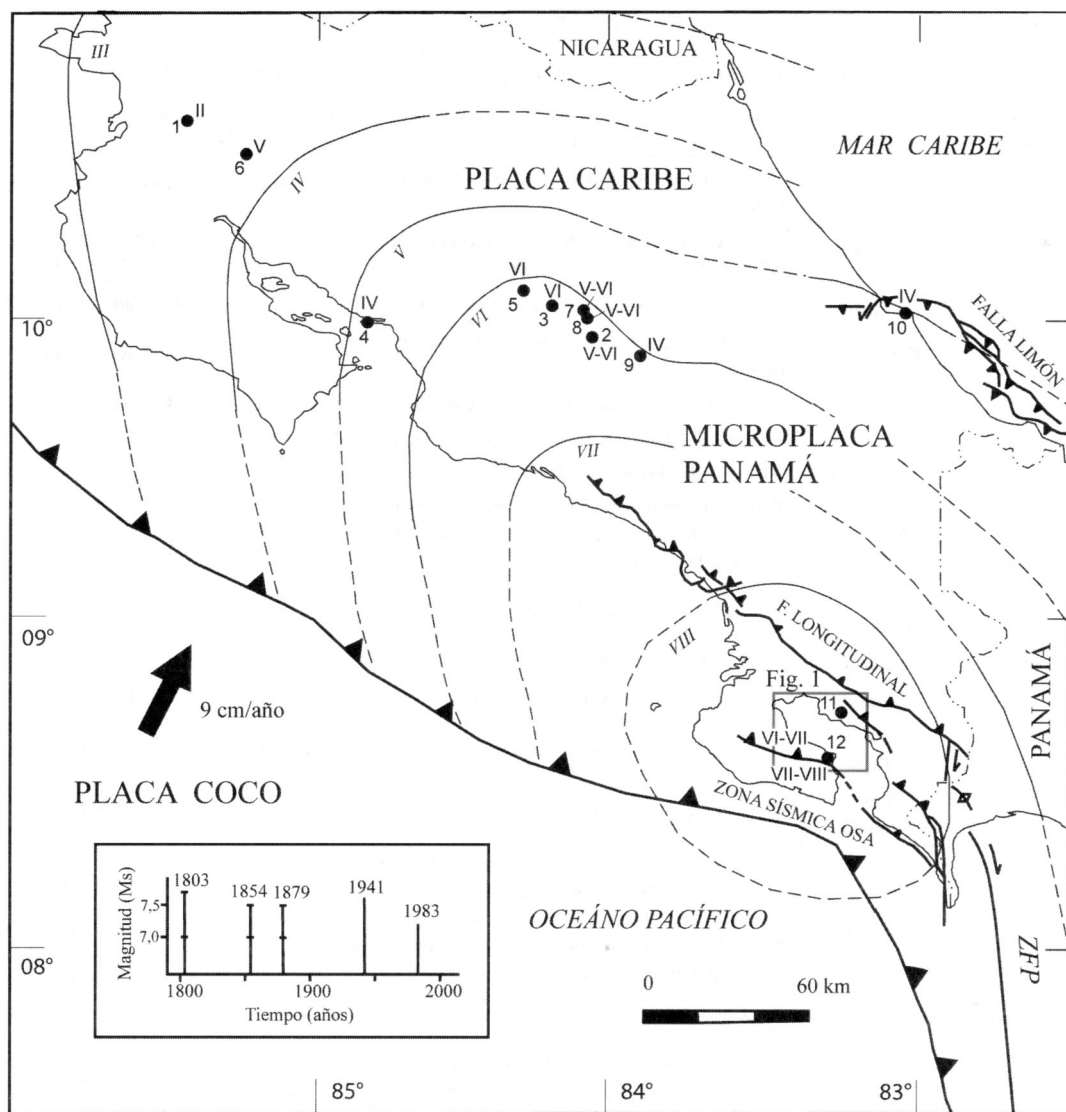 NICARAGUA
MAR CARIBE
III
II
1
V
6
IV
PLACA CARIBE
V
VI
5
VI
3
V-VI
7
V-VI
8
2
V-VI
IV
9
IV
4
VI
IV
10
FALLA LIMÓN
10°
MICROPLACA
PANAMÁ
VII
09°
VIII
F. LONGITUDINAL
Fig. 1
11
VI-VII
12
VII-VIII
ZONA SÍSMICA OSA
PANAMÁ
9 cm/año
PLACA COCO
OCEÁNO PACÍFICO
ZFP
08°
Magnitud (Ms)
7.5
7,0
1803
1854
1879
1941
1983
1800
1900
2000
Tiempo (años)
0
60 km
85°
84°
83°